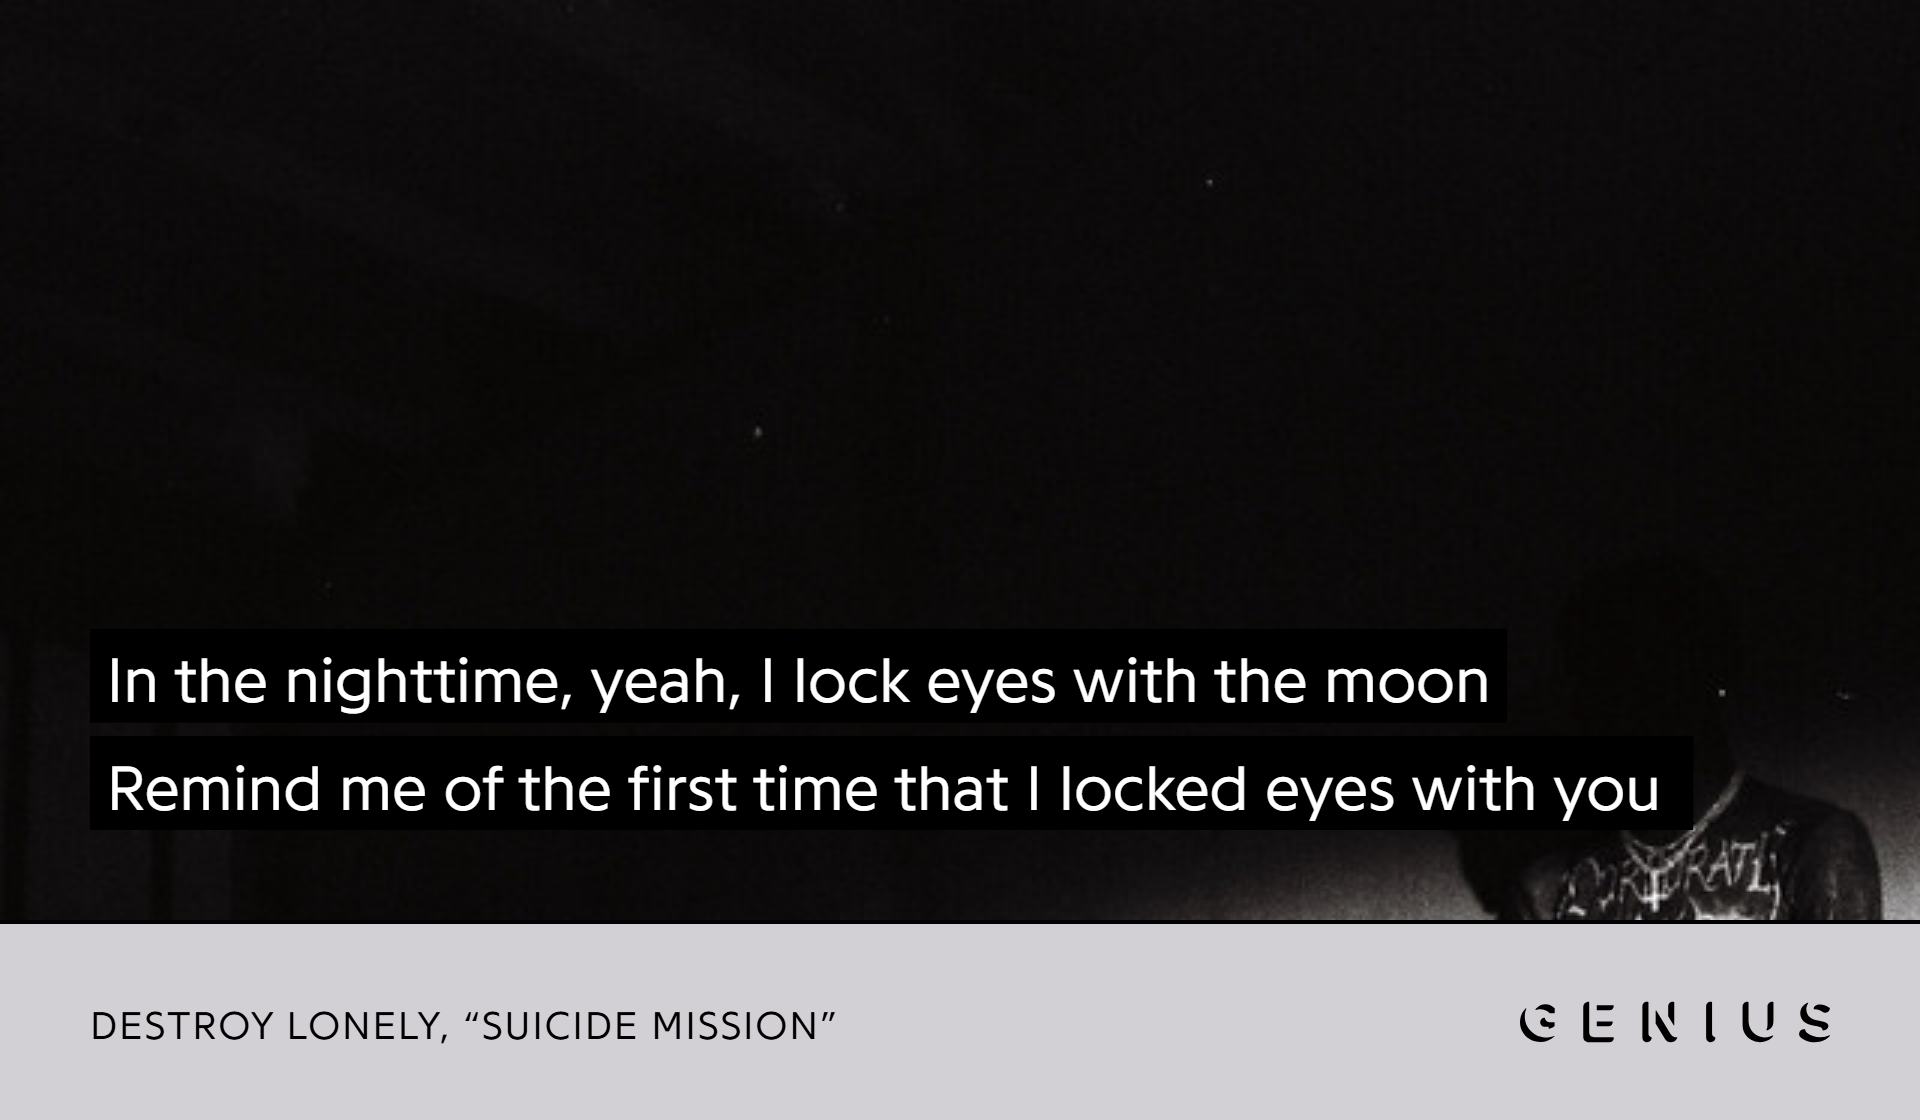 In the nighttime, yeah, I lock eyes with the moon
Remind me of the first time that I locked eyes with you
DESTROY LONELY, “SUICIDE MISSION”
GENIUS